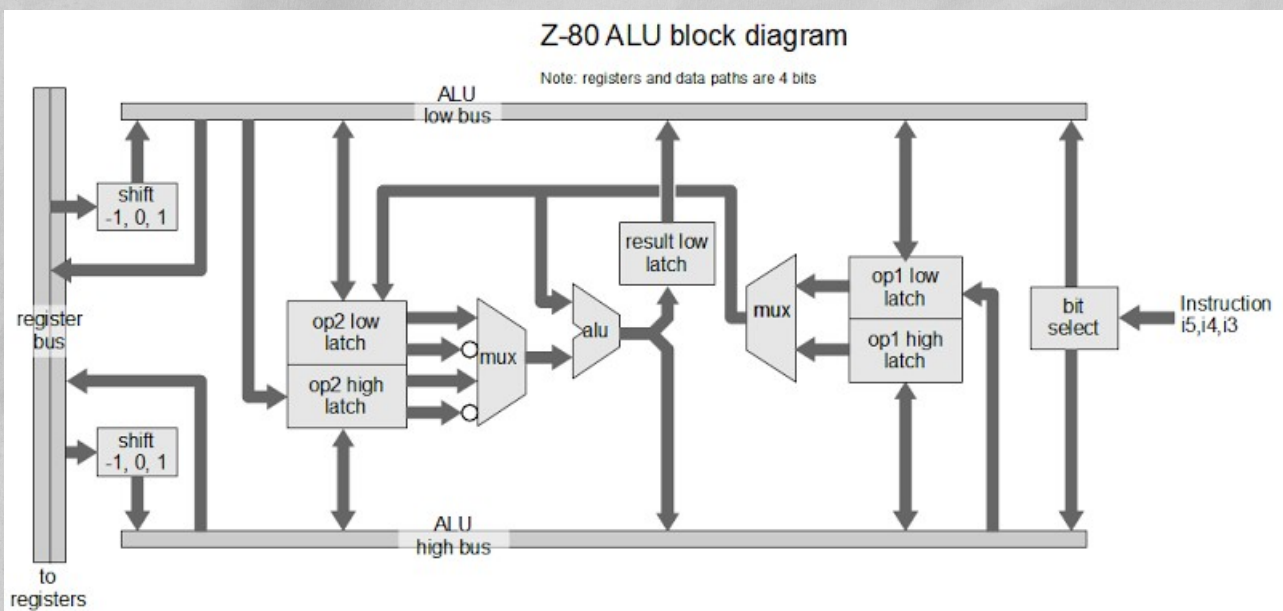 Z-80 ALU block diagram
Note: registers and data paths are 4 bits
ALU
low bus
shift
-1, 0, 1
result low
latch
op1 low
latch
op1 high
latch
mux
bit
select
Instruction
i5,i4,i3
register
bus
op2 low
latch
op2 high
latch
mux
alu
shift
-1, 0, 1
ALU
high bus
to
registers